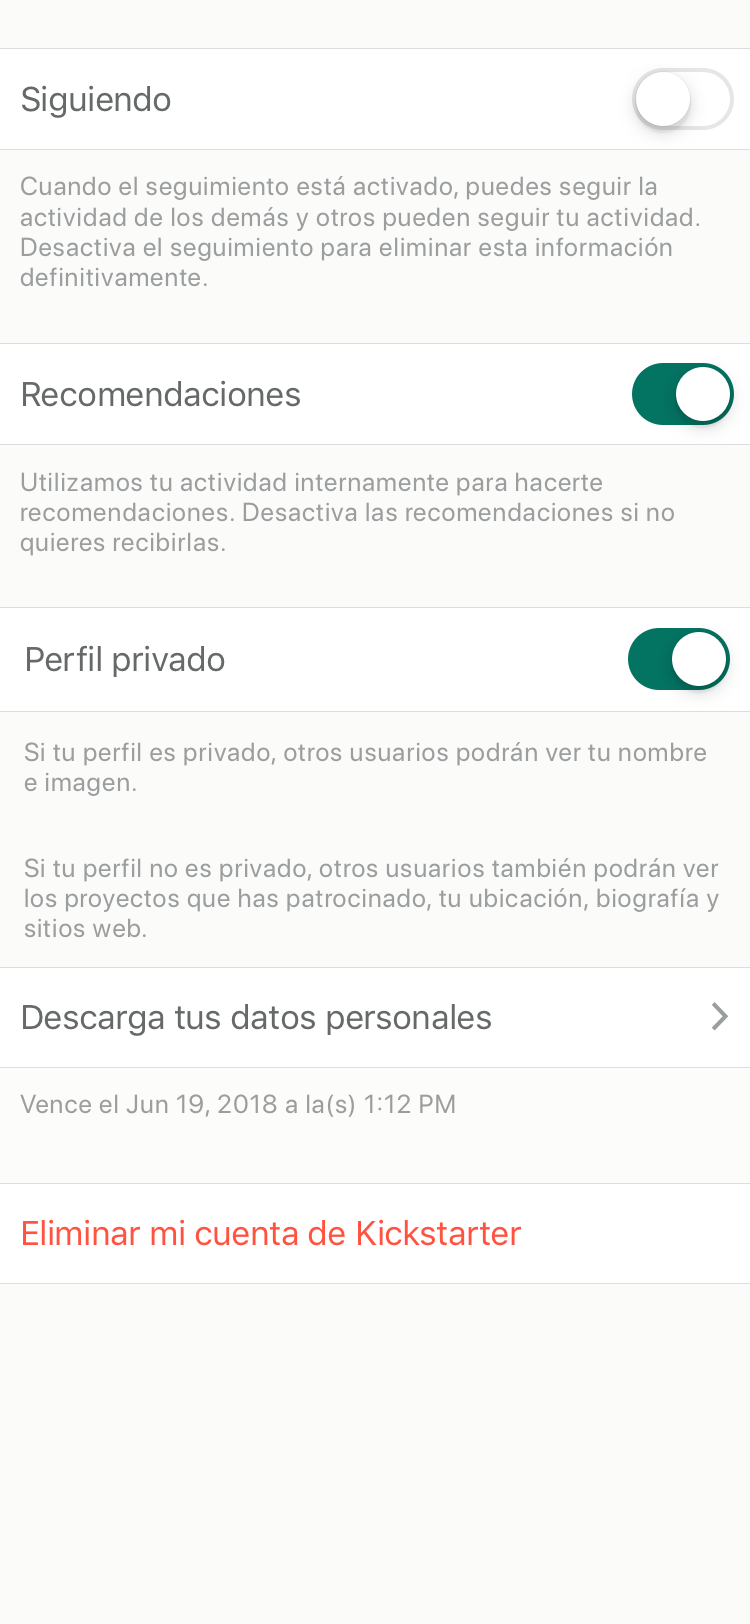 Siguiendo
Cuando el seguimiento está activado, puedes seguir la
actividad de los demás y otros pueden seguir tu actividad.
Desactiva el seguimiento para eliminar esta información
definitivamente.
Recomendaciones
Utilizamos tu actividad internamente para hacerte
recomendaciones. Desactiva las recomendaciones si no
quieres recibirlas.
Perfil privado
Si tu perfil es privado, otros usuarios podrán ver tu nombre
e imagen.
Si tu perfil no es privado, otros usuarios también podrán ver
los proyectos que has patrocinado, tu ubicación, biografía y
sitios web.
Descarga tus datos personales
Vence el Jun 19, 2018 a la(s) 1:12 PM
Eliminar mi cuenta de Kickstarter